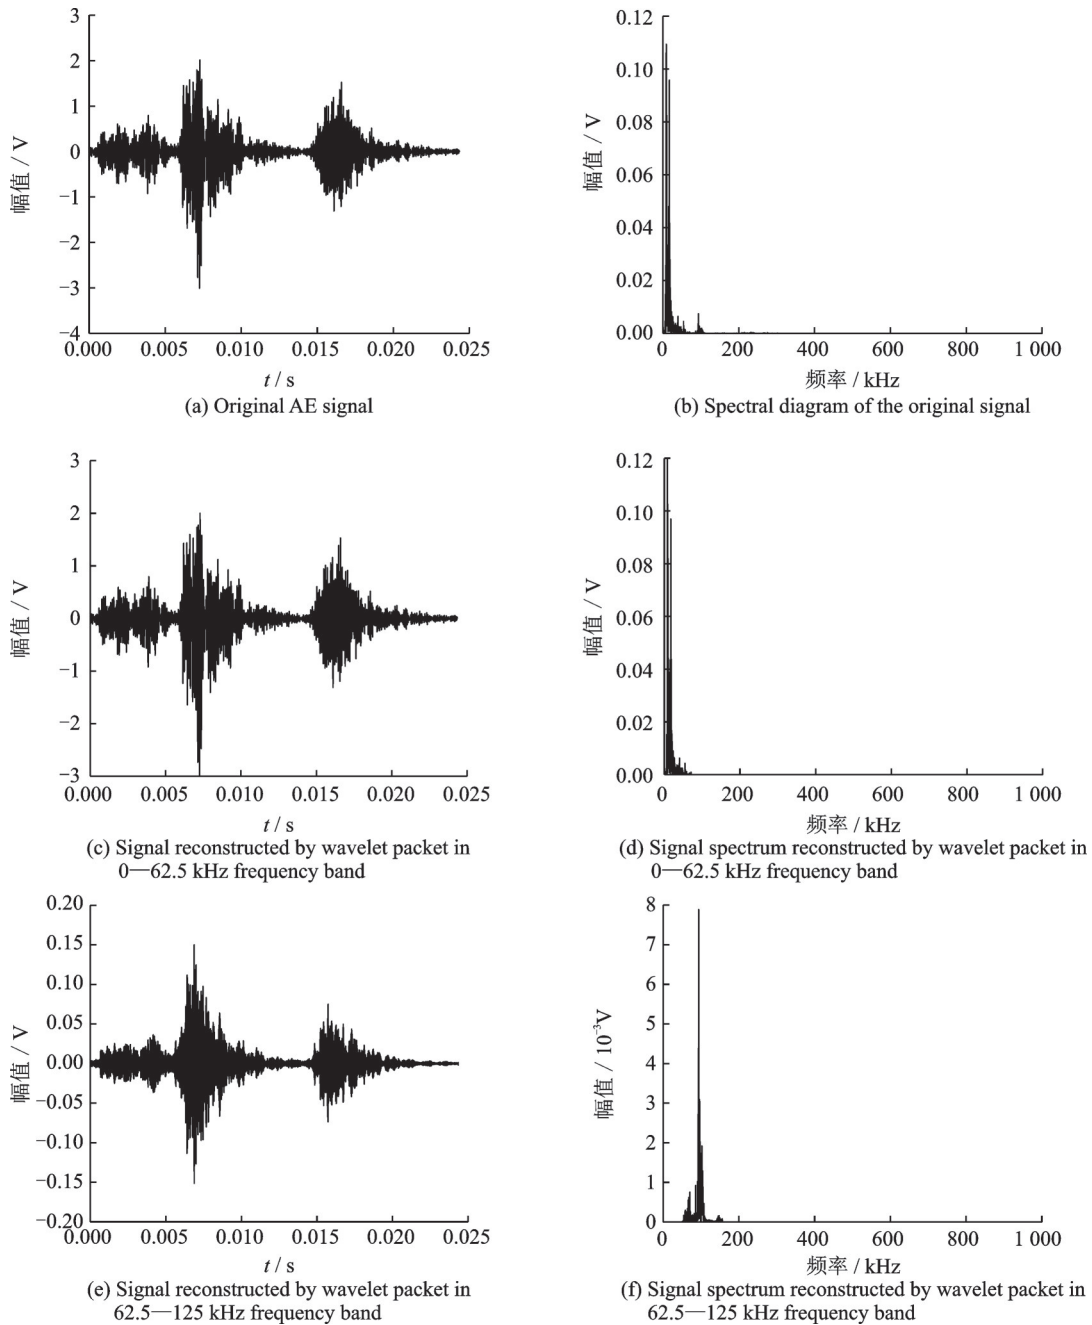 3
2
1
0
−1
−2
−3
−4
幅值 / V
0.000 0.005 0.010 0.015 0.020 0.025
t / s
(a) Original AE signal
0.12
0.10
0.08
0.06
0.04
0.02
0.00
幅值 / V
0 200 400 600 800 1 000
频率 / kHz
(b) Spectral diagram of the original signal
3
2
1
0
−1
−2
−3
幅值 / V
0.000 0.005 0.010 0.015 0.020 0.025
t / s
(c) Signal reconstructed by wavelet packet in
0—62.5 kHz frequency band
0.12
0.10
0.08
0.06
0.04
0.02
0.00
幅值 / V
0 200 400 600 800 1 000
频率 / kHz
(d) Signal spectrum reconstructed by wavelet packet in
0—62.5 kHz frequency band
0.20
0.15
0.10
0.05
0.00
−0.05
−0.10
−0.15
−0.20
幅值 / V
0.000 0.005 0.010 0.015 0.020 0.025
t / s
(e) Signal reconstructed by wavelet packet in
62.5—125 kHz frequency band
8
7
6
5
4
3
2
1
0
幅值 / 10⁻³V
0 200 400 600 800 1 000
频率 / kHz
(f) Signal spectrum reconstructed by wavelet packet in
62.5—125 kHz frequency band